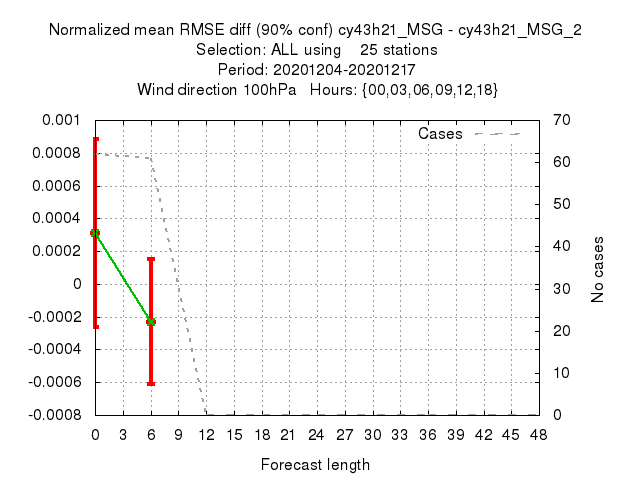 Normalized mean RMSE diff (90% conf) cy43h21_MSG - cy43h21_MSG_2
Selection: ALL using 25 stations
Period: 20201204-20201217
Wind direction 100hPa Hours: {00,03,06,09,12,18}
Cases
0.001
0.0008
0.0006
0.0004
0.0002
0
-0.0002
-0.0004
-0.0006
-0.0008
70
60
50
40
30
20
10
0
No cases
0 3 6 9 12 15 18 21 24 27 30 33 36 39 42 45 48
Forecast length